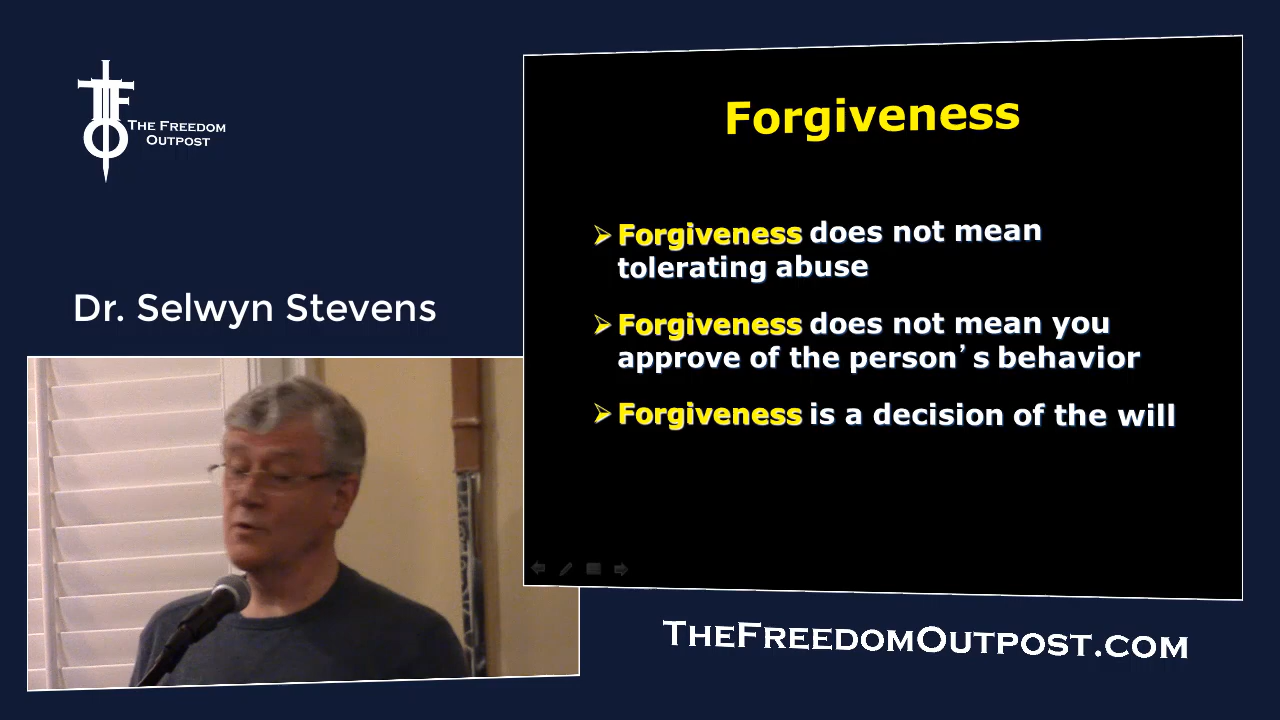 TFO
The Freedom
Outpost
Dr. Selwyn Stevens
Forgiveness
➢ Forgiveness does not mean
tolerating abuse
➢ Forgiveness does not mean you
approve of the person’s behavior
➢ Forgiveness is a decision of the will
TheFreedomOutpost.com